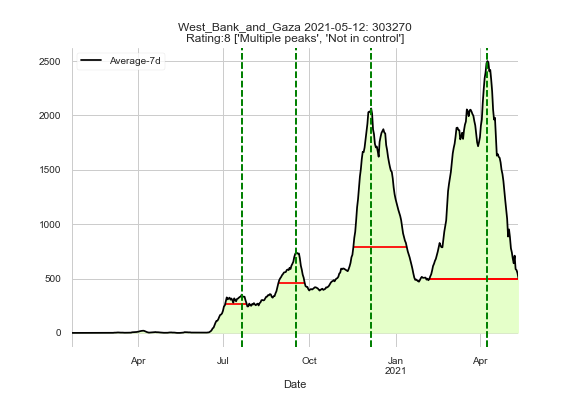 West_Bank_and_Gaza 2021-05-12: 303270
Rating:8 ['Multiple peaks', 'Not in control']
Average-7d
2500
2000
1500
1000
500
0
Apr
Jul
Oct
Jan
2021
Apr
Date